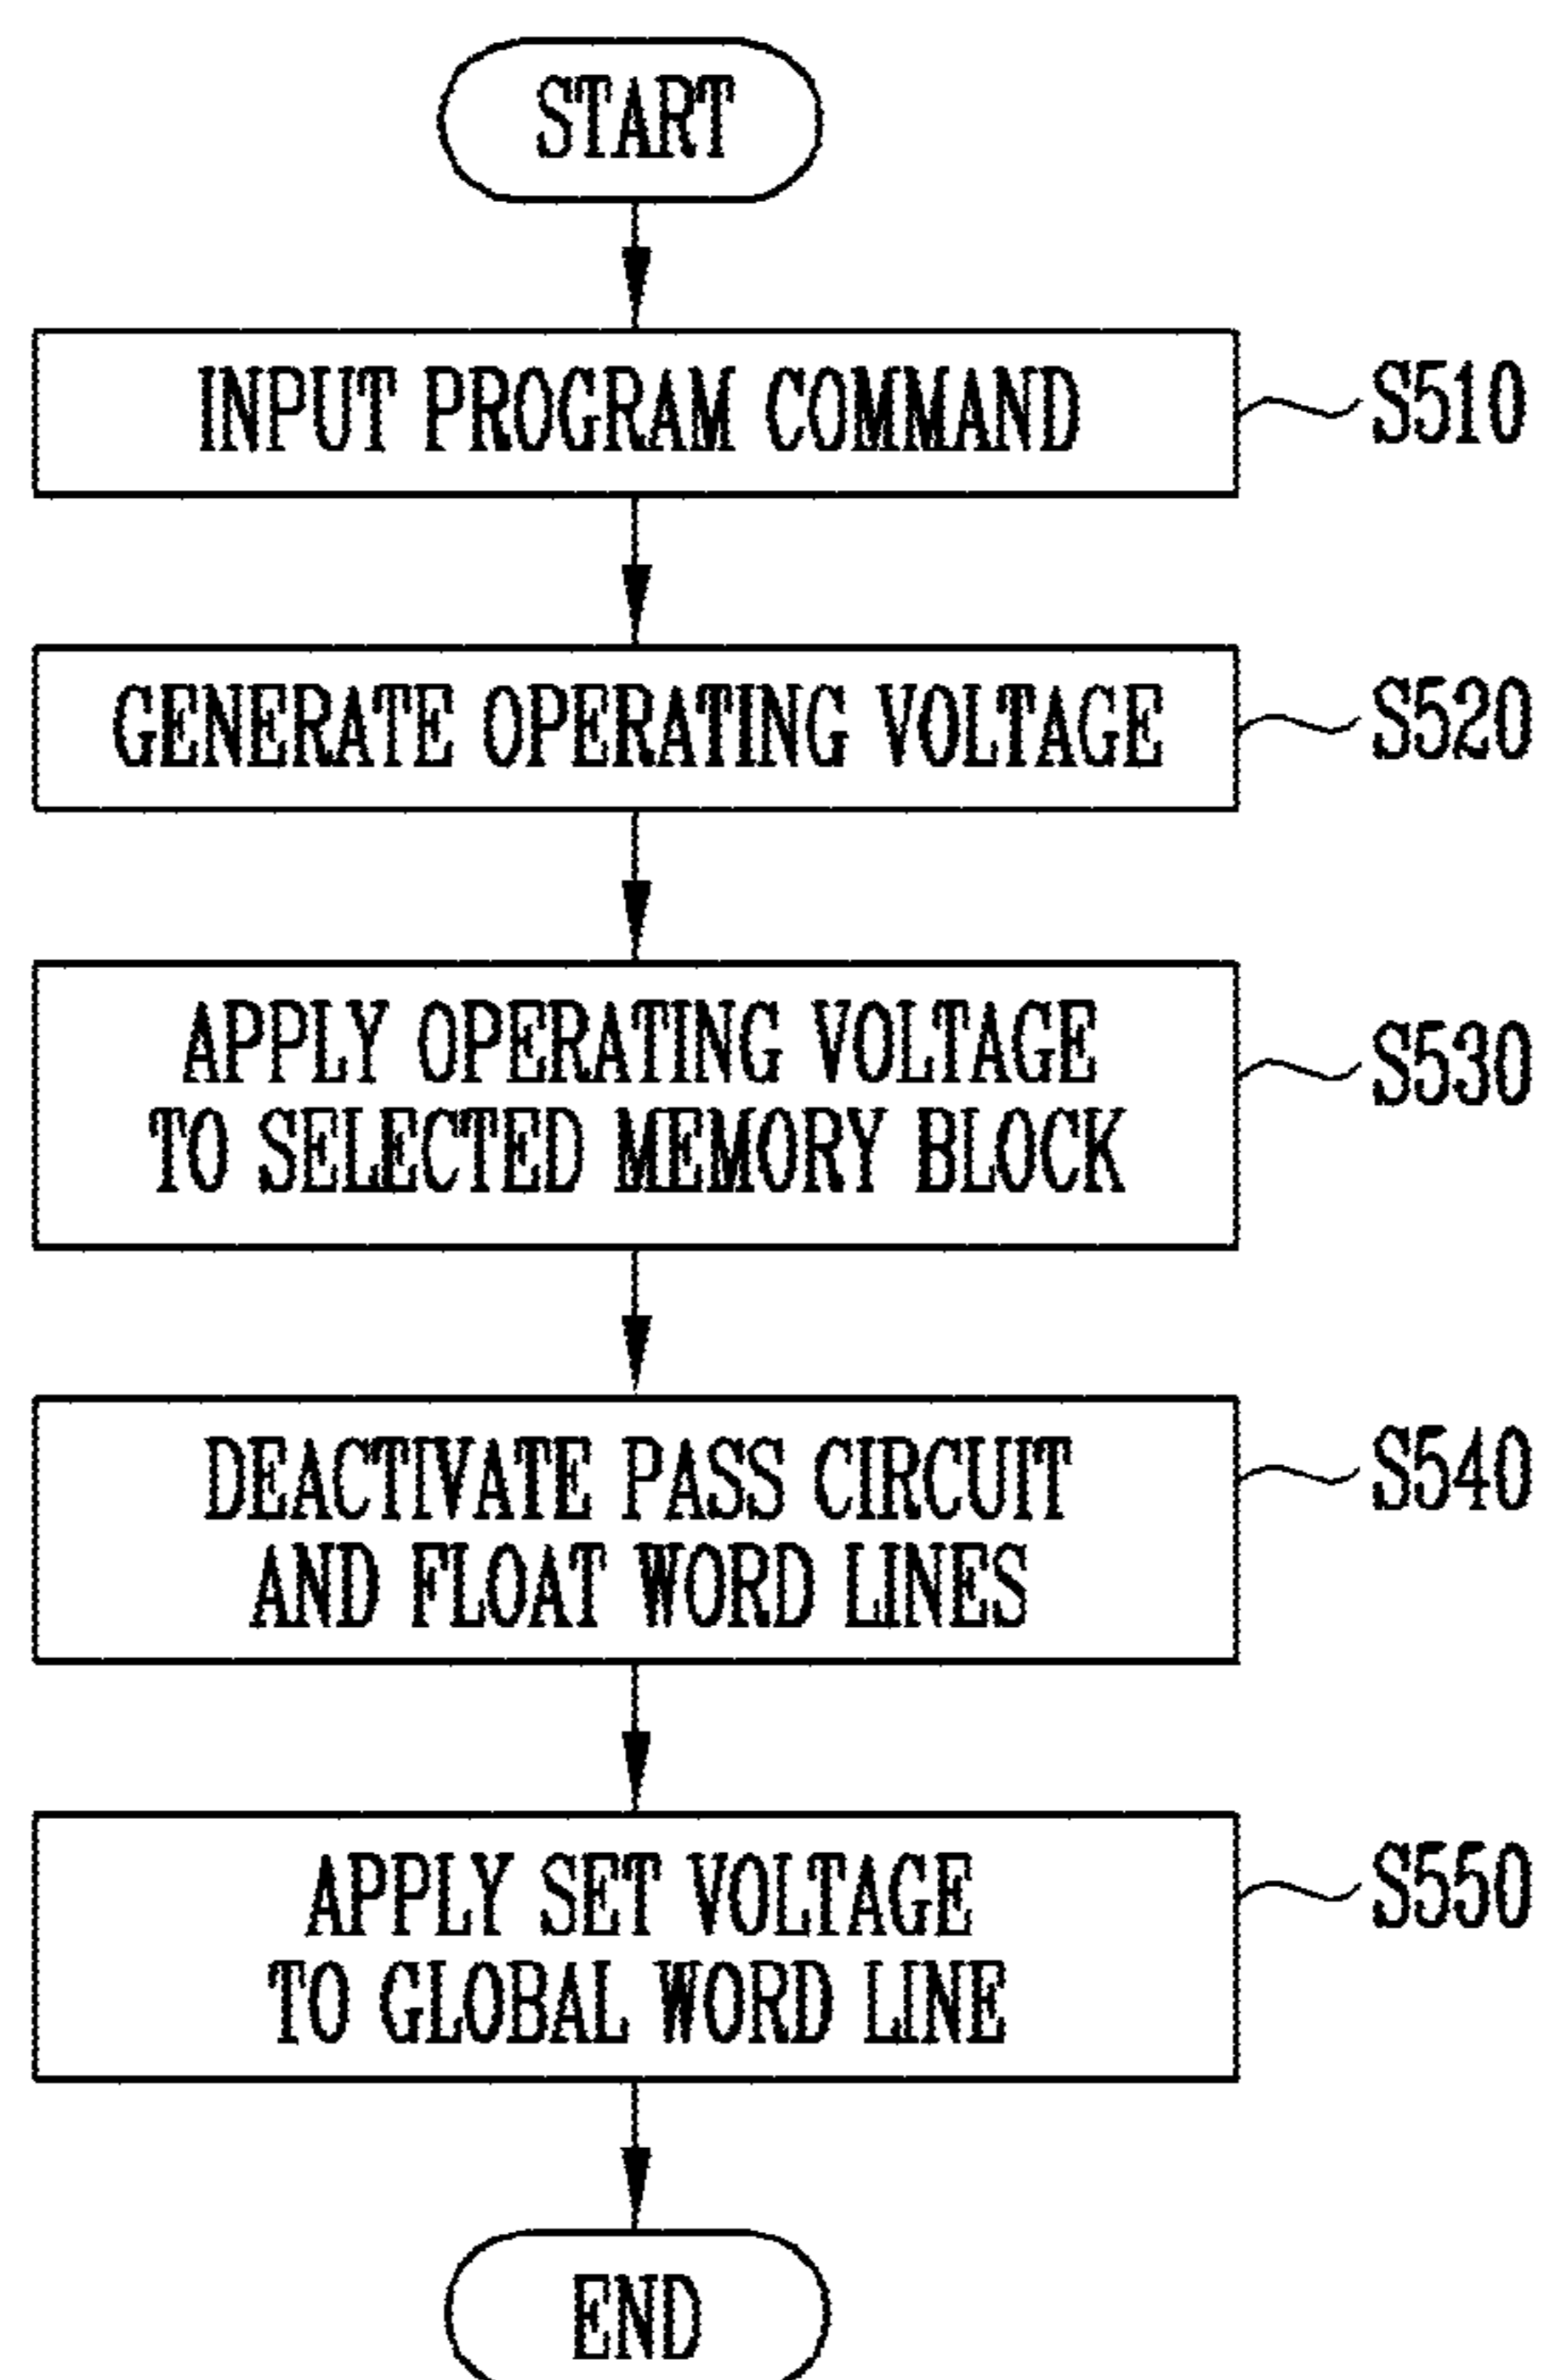 START
INPUT PROGRAM COMMAND
S510
GENERATE OPERATING VOLTAGE
S520
APPLY OPERATING VOLTAGE
TO SELECTED MEMORY BLOCK
S530
DEACTIVATE PASS CIRCUIT
AND FLOAT WORD LINES
S540
APPLY SET VOLTAGE
TO GLOBAL WORD LINE
S550
END